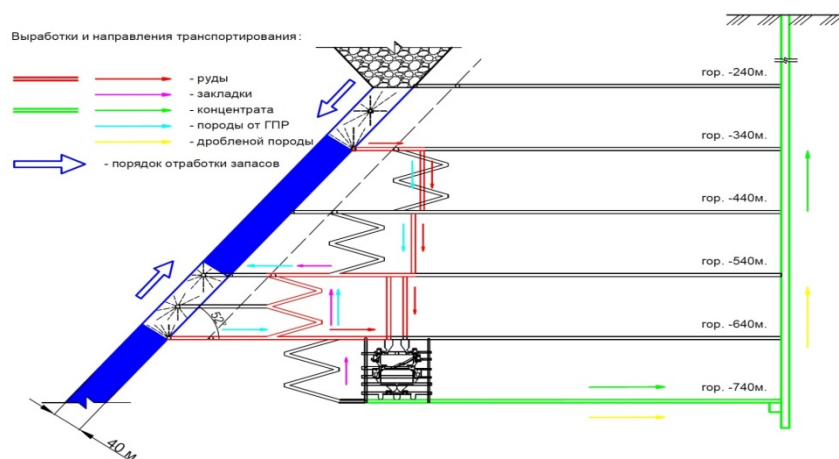 Выработки и направления транспортирования:
- руды
- закладки
- концентрата
- породы от ГПР
- дробленой породы
- порядок отработки запасов
гор. -240м.
гор. -340м.
гор. -440м.
гор. -540м.
гор. -640м.
гор. -740м.
52°
40 м